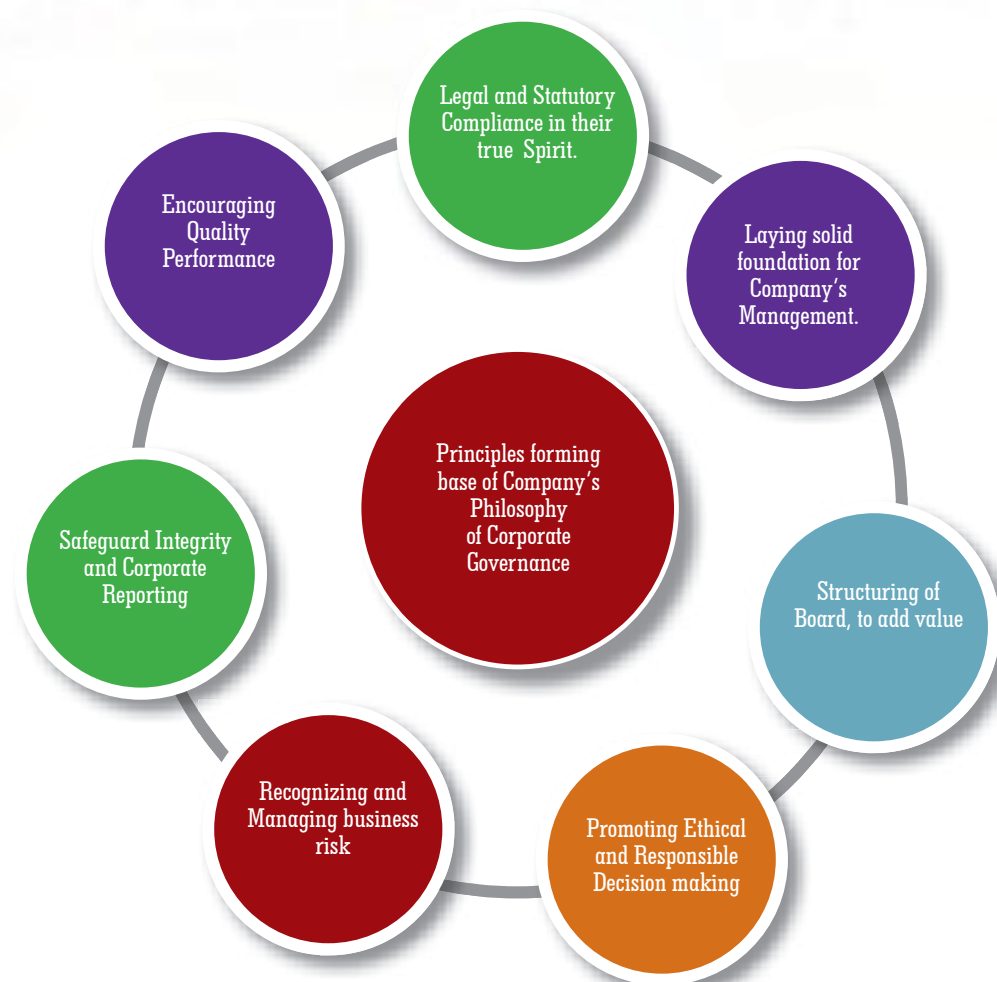 Legal and Statutory
Compliance in their
true Spirit.
Laying solid
foundation for
Company’s
Management.
Structuring of
Board, to add value
Promoting Ethical
and Responsible
Decision making
Recognizing and
Managing business
risk
Safeguard Integrity
and Corporate
Reporting
Encouraging
Quality
Performance
Principles forming
base of Company’s
Philosophy
of Corporate
Governance